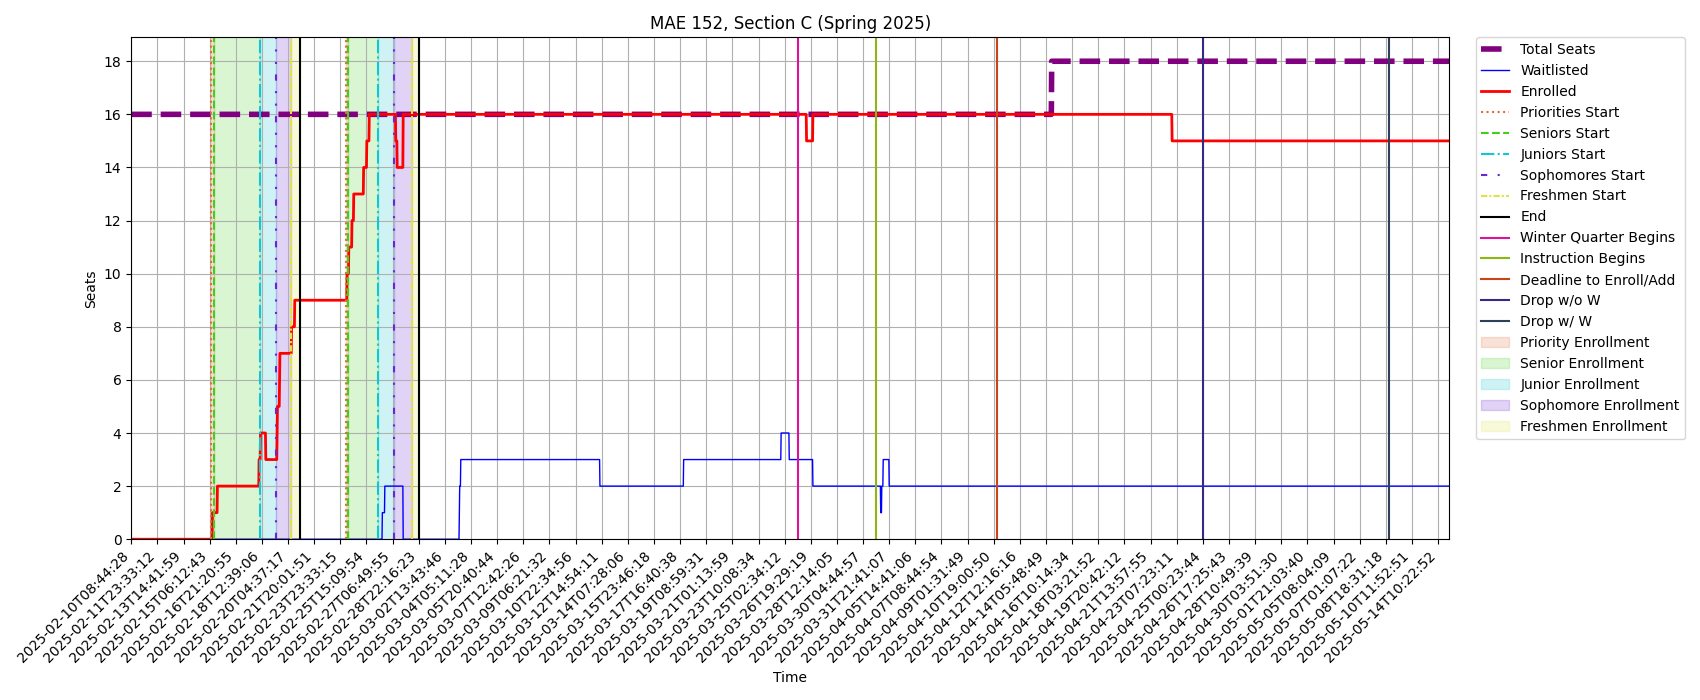 MAE 152, Section C (Spring 2025)
Seats
18
16
14
12
10
8
6
4
2
0
2025-02-10T08:44:28
2025-02-11T23:33:12
2025-02-13T14:41:59
2025-02-15T06:12:43
2025-02-16T21:20:55
2025-02-18T12:39:06
2025-02-20T04:37:17
2025-02-21T20:01:51
2025-02-23T23:33:15
2025-02-25T15:09:54
2025-02-27T06:49:55
2025-02-28T22:16:23
2025-03-02T13:43:46
2025-03-04T05:11:28
2025-03-05T20:40:44
2025-03-07T12:42:26
2025-03-09T06:21:32
2025-03-10T22:34:56
2025-03-12T14:54:11
2025-03-14T07:28:06
2025-03-15T23:46:18
2025-03-17T16:40:38
2025-03-19T08:59:31
2025-03-21T01:13:59
2025-03-23T10:08:34
2025-03-25T02:34:12
2025-03-26T19:29:19
2025-03-28T12:14:05
2025-03-30T04:44:57
2025-03-31T21:41:07
2025-04-05T14:41:06
2025-04-07T08:44:54
2025-04-09T01:31:49
2025-04-10T19:00:50
2025-04-12T12:16:16
2025-04-14T05:48:49
2025-04-16T10:14:34
2025-04-18T03:21:52
2025-04-19T20:42:12
2025-04-21T13:57:55
2025-04-23T07:23:11
2025-04-25T00:23:44
2025-04-26T17:25:43
2025-04-28T10:49:39
2025-04-30T03:51:30
2025-05-01T21:03:40
2025-05-05T08:04:09
2025-05-07T01:07:22
2025-05-08T18:31:18
2025-05-10T11:52:51
2025-05-14T10:22:52
Time
Total Seats
Waitlisted
Enrolled
Priorities Start
Seniors Start
Juniors Start
Sophomores Start
Freshmen Start
End
Winter Quarter Begins
Instruction Begins
Deadline to Enroll/Add
Drop w/o W
Drop w/ W
Priority Enrollment
Senior Enrollment
Junior Enrollment
Sophomore Enrollment
Freshmen Enrollment